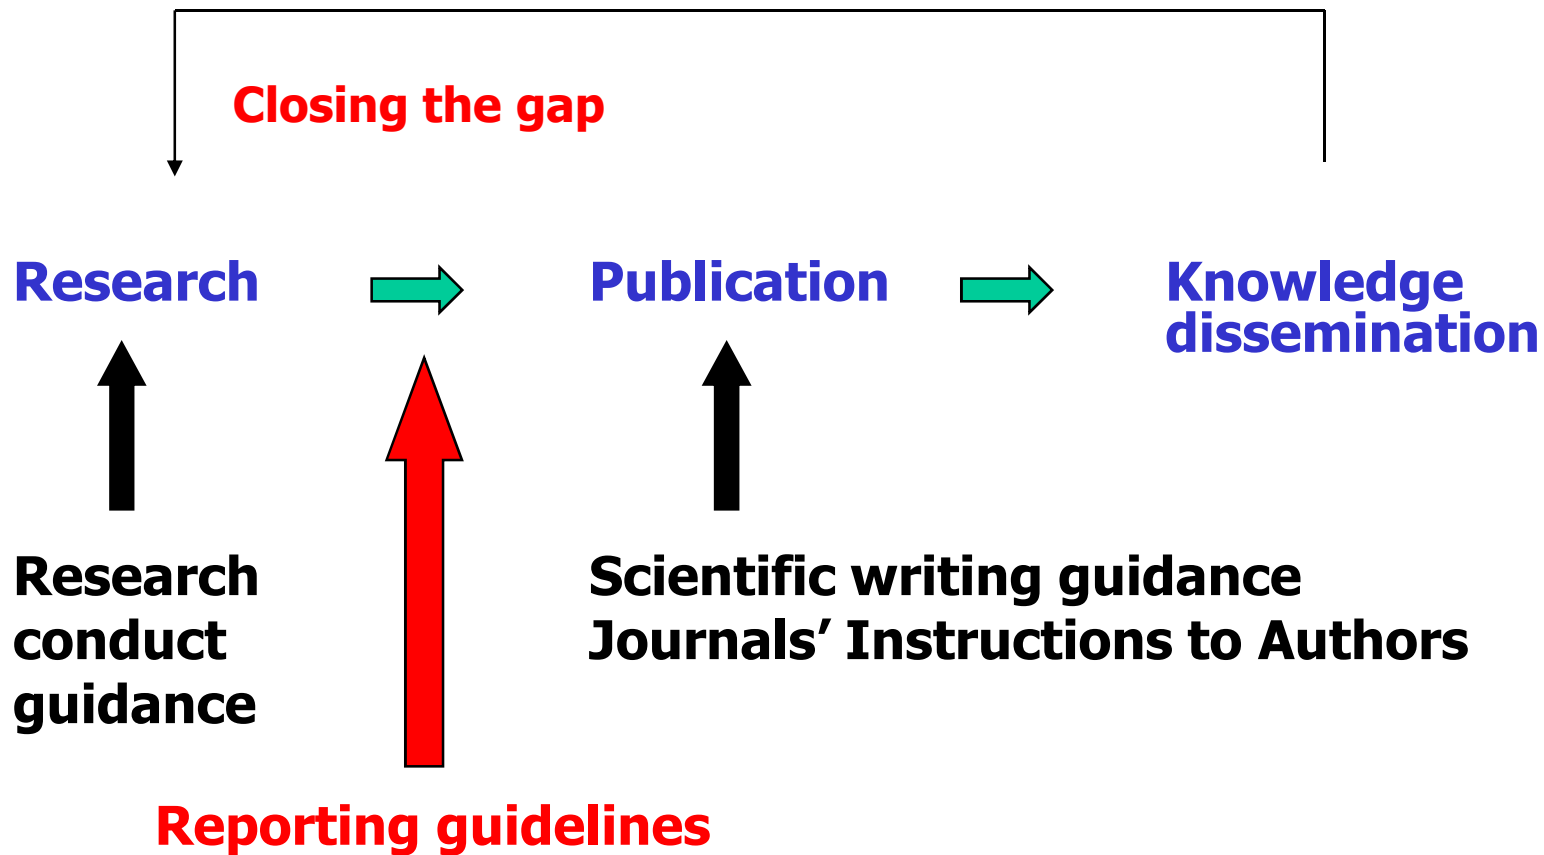 Closing the gap
Research
Publication
Knowledge
dissemination
Research
conduct
guidance
Scientific writing guidance
Journals’ Instructions to Authors
Reporting guidelines